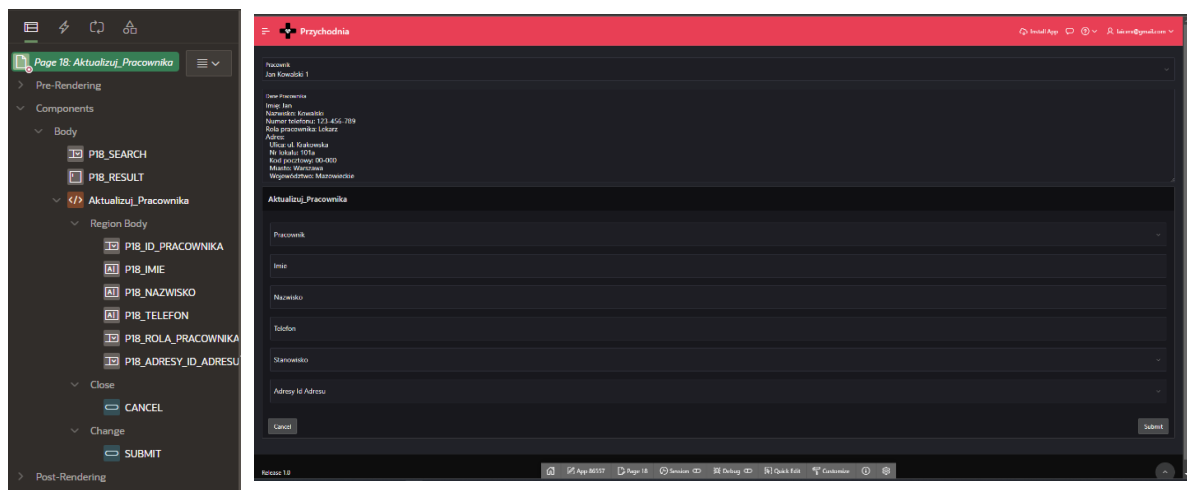 Page 18: Aktualizuj_Pracownika
Pre-Rendering
Components
Body
P18_SEARCH
P18_RESULT
Aktualizuj_Pracownika
Region Body
P18_ID_PRACOWNIKA
P18_IMIE
P18_NAZWISKO
P18_TELEFON
P18_ROLA_PRACOWNIKA
P18_ADRESY_ID_ADRESU
Close
CANCEL
Change
SUBMIT
Post-Rendering
Przychodnia
Install App
Pracownik
Jan Kowalski 1
Dane Pracownika
Imię: Jan
Nazwisko: Kowalski
Numer telefonu: 123-456-789
Rola pracownika: Lekarz
Adres:
Ulica: ul. Krakowska
Nr lokalu: 101a
Kod pocztowy: 00-000
Miasto: Warszawa
Województwo: Mazowieckie
Aktualizuj_Pracownika
Pracownik
Imie
Nazwisko
Telefon
Stanowisko
Adresy Id Adresu
Cancel Submit
Release 1.0 App 86557 Page 18 Session Debug Quick Edit Customize